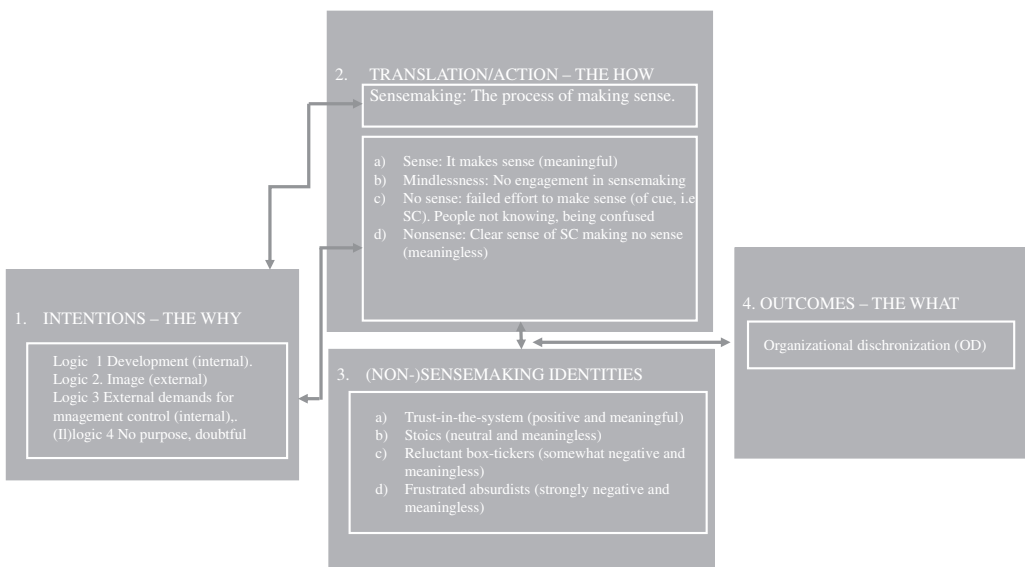 2. TRANSLATION/ACTION – THE HOW
Sensemaking: The process of making sense.
a) Sense: It makes sense (meaningful)
b) Mindlessness: No engagement in sensemaking
c) No sense: failed effort to make sense (of cue, i.e
SC). People not knowing, being confused
d) Nonsense: Clear sense of SC making no sense
(meaningless)
1. INTENTIONS – THE WHY
Logic 1 Development (internal).
Logic 2. Image (external)
Logic 3 External demands for
mnagement control (internal),.
(Il)logic 4 No purpose, doubtful
3. (NON-)SENSEMAKING IDENTITIES
a) Trust-in-the-system (positive and meaningful)
b) Stoics (neutral and meaningless)
c) Reluctant box-tickers (somewhat negative and
meaningless)
d) Frustrated absurdists (strongly negative and
meaningless)
4. OUTCOMES – THE WHAT
Organizational dischronization (OD)